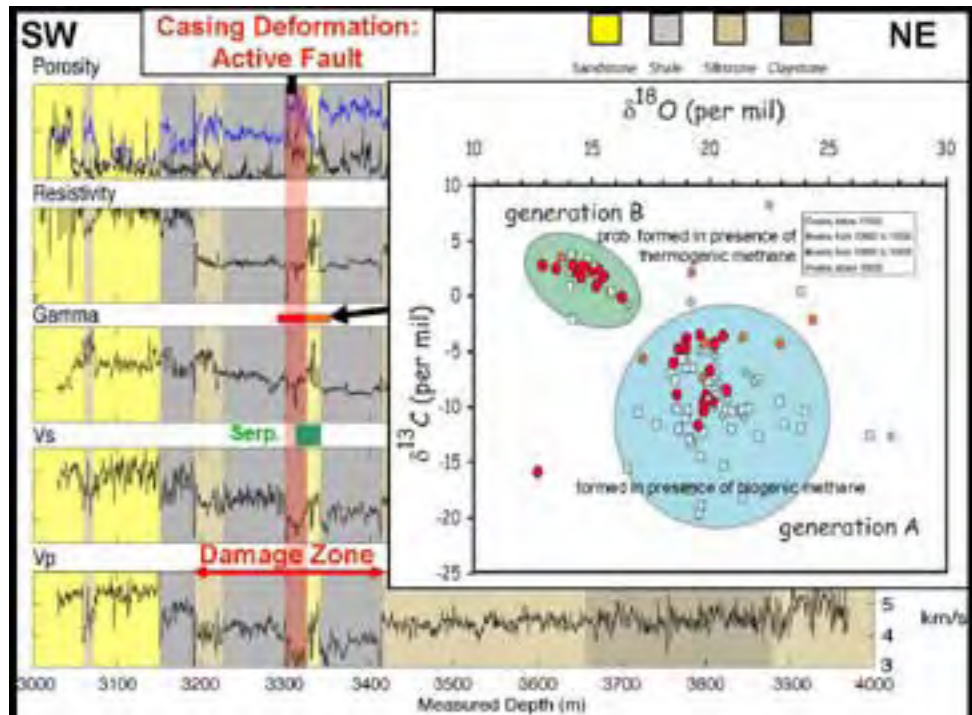 SW
Casing Deformation:
Active Fault
NE
Sandstone Shale Siltstone Claystone
Porosity
Resistivity
Gamma
Serp.
Vs
Damage Zone
Vp
δ18O (per mil)
10 15 20 25 30
δ13C (per mil)
10
5
0
-5
-10
-15
-20
-25
generation B
prob. formed in presence of
thermogenic methane
formed in presence of biogenic methane
generation A
5
4
3
km/s
3000 3100 3200 3300 3400 3500 3700 3800 4000
Measured Depth (m)